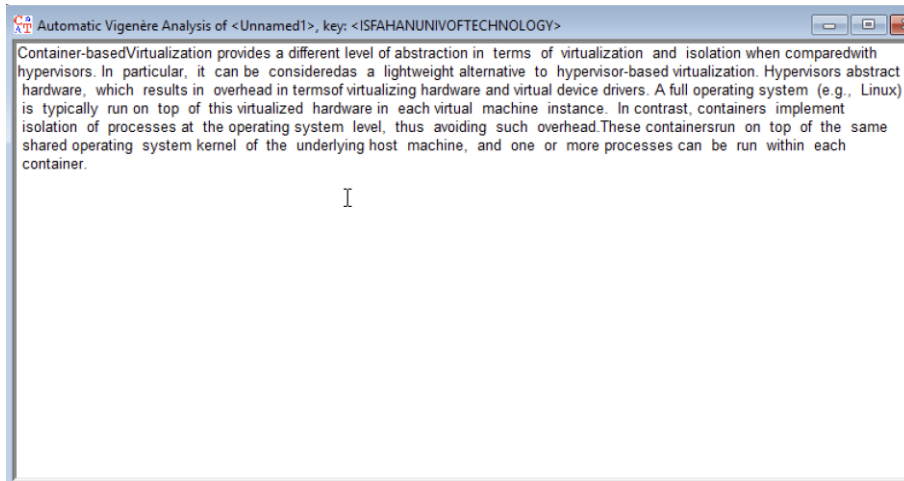 Automatic Vigenère Analysis of <Unnamed1>, key: <ISFAHANUNIVOFTECHNOLOGY>
Container-basedVirtualization provides a different level of abstraction in terms of virtualization and isolation when comparedwith
hypervisors. In particular, it can be consideredas a lightweight alternative to hypervisor-based virtualization. Hypervisors abstract
hardware, which results in overhead in termsof virtualizing hardware and virtual device drivers. A full operating system (e.g., Linux)
is typically run on top of this virtualized hardware in each virtual machine instance. In contrast, containers implement
isolation of processes at the operating system level, thus avoiding such overhead.These containersrun on top of the same
shared operating system kernel of the underlying host machine, and one or more processes can be run within each
container.